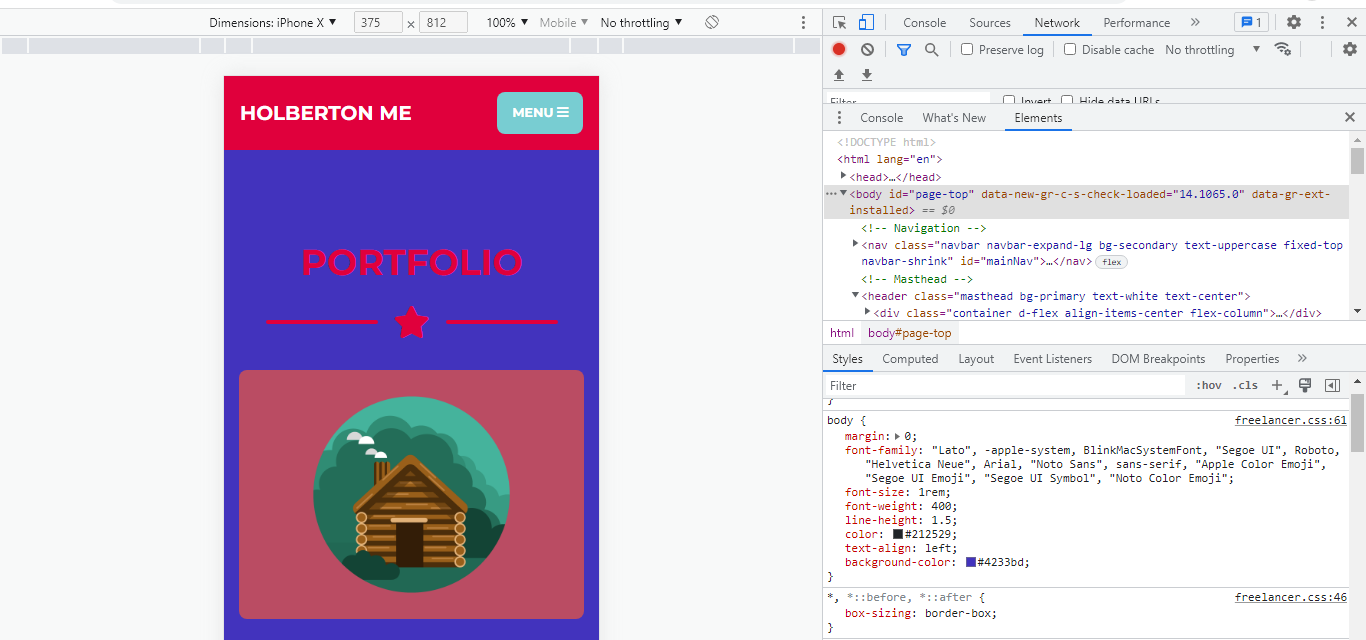 Dimensions: iPhone X ▼ 375 × 812 100% ▼ Mobile ▼ No throttling ▼
HOLBERTON ME
MENU
PORTFOLIO
Console Sources Network Performance » 1
Preserve log Disable cache No throttling ▼
Filter Invert Hide data URLs
Console What's New Elements
<!DOCTYPE html>
<html lang="en">
<head>…</head>
<body id="page-top" data-new-gr-c-s-check-loaded="14.1065.0" data-gr-ext-
installed> == $0
<!-- Navigation -->
<nav class="navbar navbar-expand-lg bg-secondary text-uppercase fixed-top
navbar-shrink" id="mainNav">…</nav> flex
<!-- Masthead -->
<header class="masthead bg-primary text-white text-center">
<div class="container d-flex align-items-center flex-column">…</div>
html body#page-top
Styles Computed Layout Event Listeners DOM Breakpoints Properties »
Filter :hov .cls +
}
body { freelancer.css:61
margin: 0;
font-family: "Lato", -apple-system, BlinkMacSystemFont, "Segoe UI", Roboto,
"Helvetica Neue", Arial, "Noto Sans", sans-serif, "Apple Color Emoji",
"Segoe UI Emoji", "Segoe UI Symbol", "Noto Color Emoji";
font-size: 1rem;
font-weight: 400;
line-height: 1.5;
color: #212529;
text-align: left;
background-color: #4233bd;
}
*, *::before, *::after { freelancer.css:46
box-sizing: border-box;
}